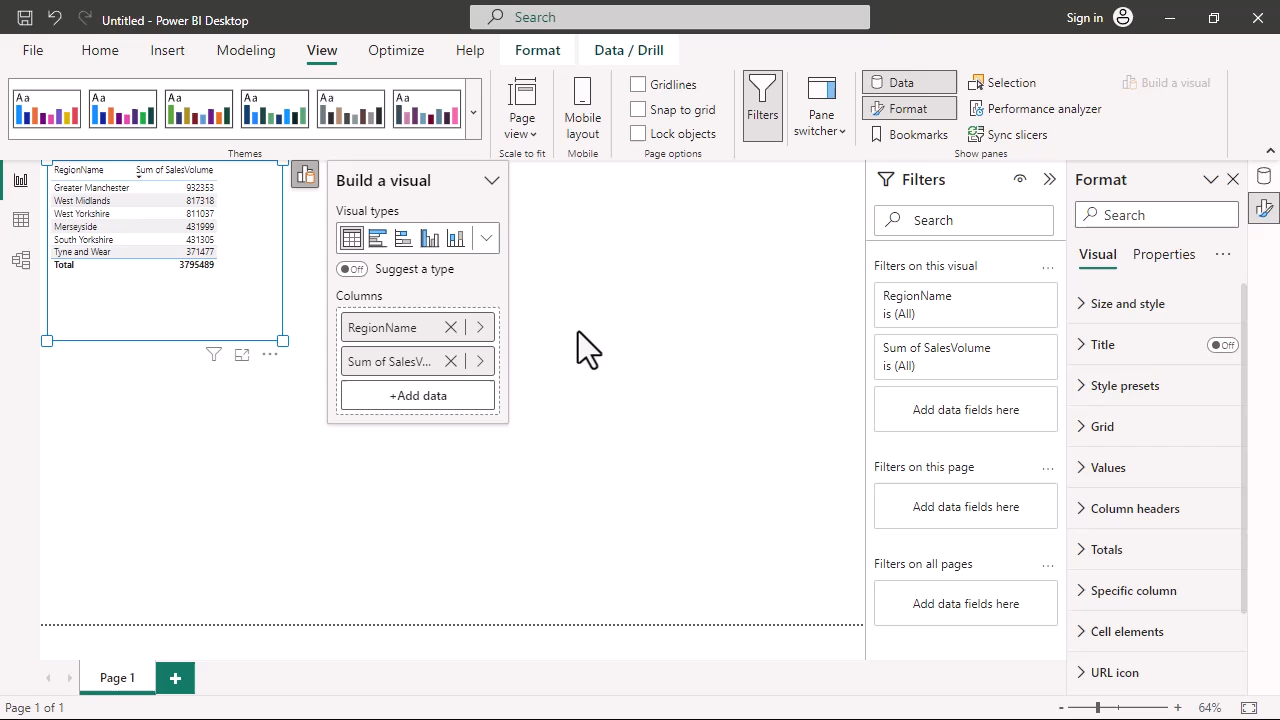 Untitled - Power BI Desktop
Search
Sign in
File
Home
Insert
Modeling
View
Optimize
Help
Format
Data / Drill
Aa
Aa
Aa
Aa
Aa
Aa
Themes
Page
view
Scale to fit
Mobile
layout
Mobile
Gridlines
Snap to grid
Lock objects
Page options
Filters
Pane
switcher
Data
Format
Bookmarks
Selection
Performance analyzer
Sync slicers
Build a visual
Show panes
RegionName Sum of SalesVolume
Greater Manchester 932353
West Midlands 817318
West Yorkshire 811037
Merseyside 431999
South Yorkshire 431305
Tyne and Wear 371477
Total 3795489
Build a visual
Visual types
Off Suggest a type
Columns
RegionName
Sum of SalesV...
+Add data
Filters
Search
Filters on this visual
RegionName
is (All)
Sum of SalesVolume
is (All)
Add data fields here
Filters on this page
Add data fields here
Filters on all pages
Add data fields here
Format
Search
Visual Properties
Size and style
Title Off
Style presets
Grid
Values
Column headers
Totals
Specific column
Cell elements
URL icon
Page 1
Page 1 of 1
- + 64%